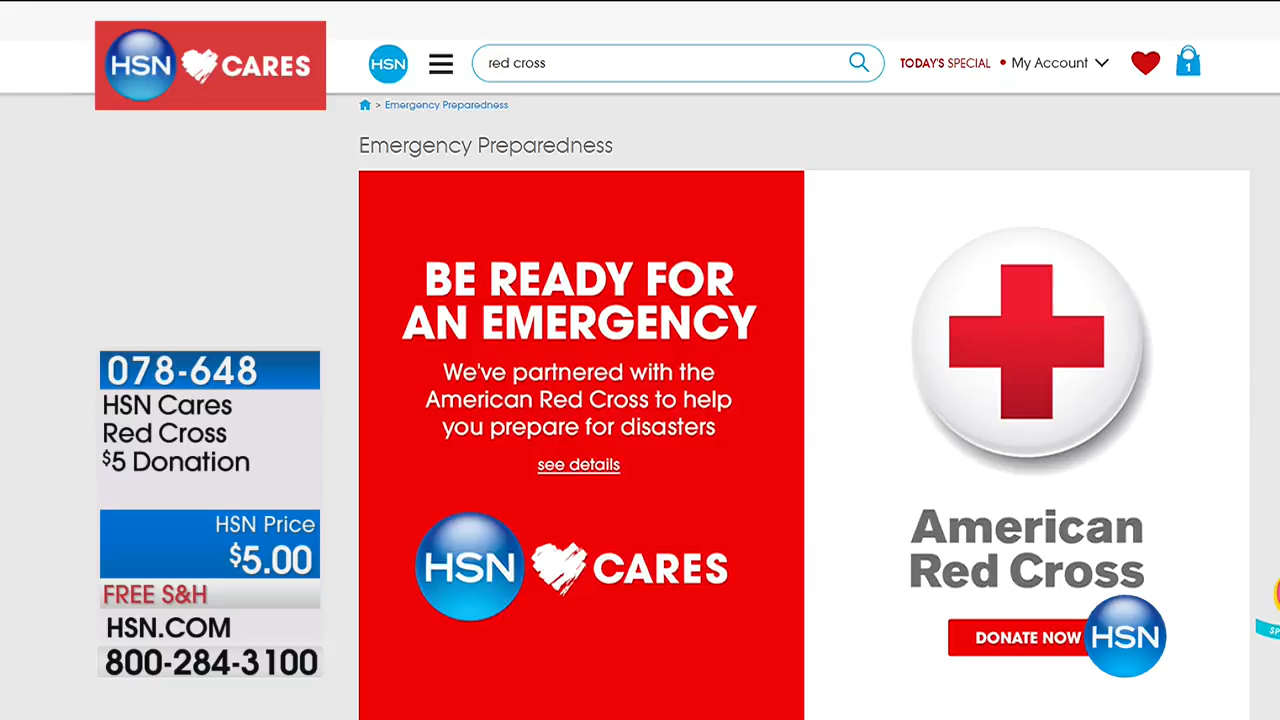 HSN CARES
HSN
red cross
TODAY'S SPECIAL • My Account
1
> Emergency Preparedness
Emergency Preparedness
BE READY FOR
AN EMERGENCY
We've partnered with the
American Red Cross to help
you prepare for disasters
see details
HSN CARES
American
Red Cross
DONATE NOW
HSN
078-648
HSN Cares
Red Cross
$5 Donation
HSN Price
$5.00
FREE S&H
HSN.COM
800-284-3100